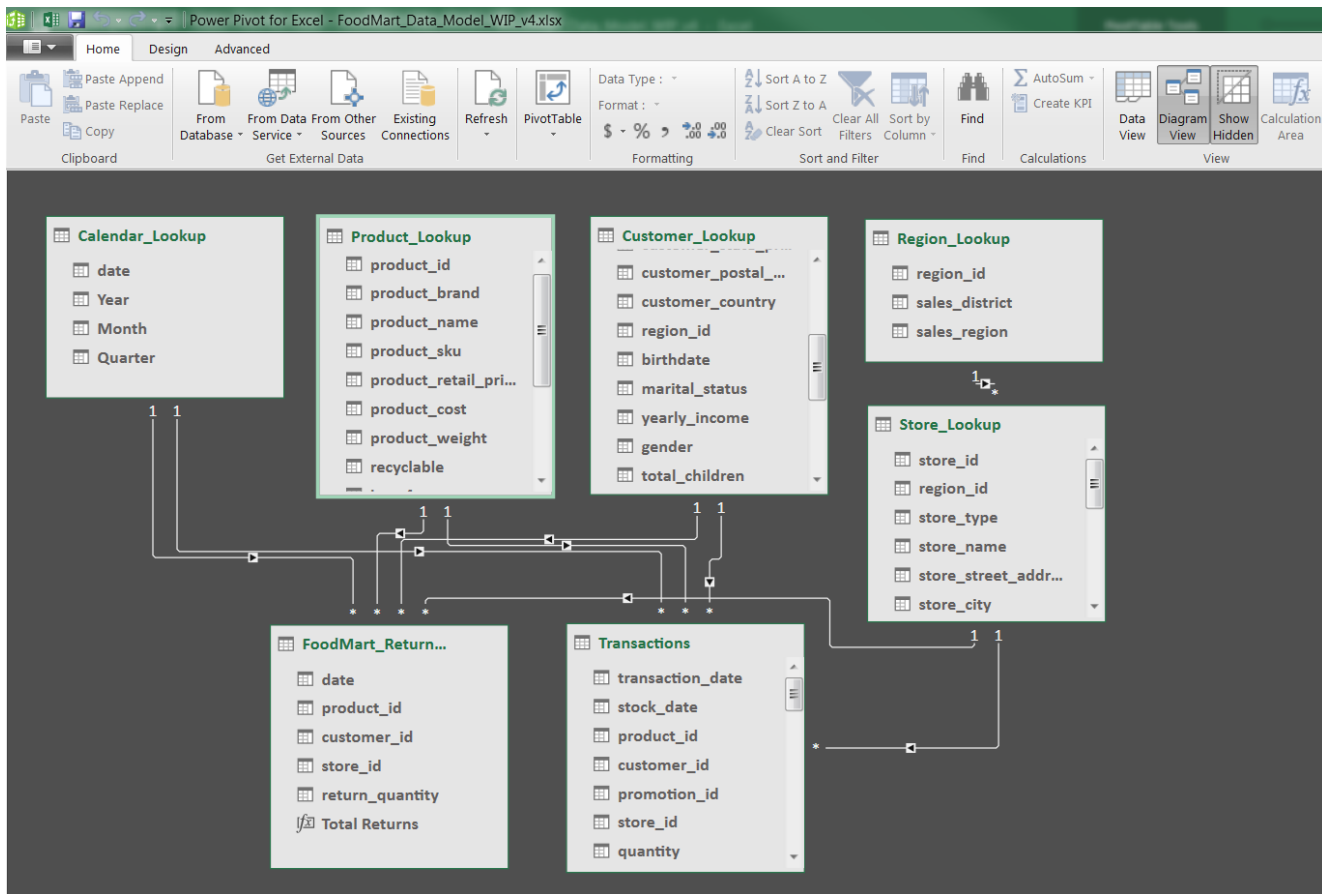 Power Pivot for Excel - FoodMart_Data_Model_WIP_v4.xlsx
Home Design Advanced
Paste
Paste Append
Paste Replace
Copy
Clipboard
From Database
From Data Service
From Other Sources
Existing Connections
Get External Data
Refresh
PivotTable
Data Type :
Format :
$ % , .0 .00 .00 .0
Formatting
Sort A to Z
Sort Z to A
Clear Sort
Clear All Filters
Sort by Column
Sort and Filter
Find
Find
AutoSum
Create KPI
Calculations
Data View
Diagram View
Show Hidden
Calculation Area
View
Calendar_Lookup
date
Year
Month
Quarter
1 1
Product_Lookup
product_id
product_brand
product_name
product_sku
product_retail_pri...
product_cost
product_weight
recyclable
1 1
Customer_Lookup
customer_postal_...
customer_country
region_id
birthdate
marital_status
yearly_income
gender
total_children
1 1
Region_Lookup
region_id
sales_district
sales_region
1
*
Store_Lookup
store_id
region_id
store_type
store_name
store_street_addr...
store_city
1 1
* * * *
FoodMart_Return...
date
product_id
customer_id
store_id
return_quantity
fx Total Returns
* * *
Transactions
transaction_date
stock_date
product_id
customer_id
promotion_id
store_id
quantity
*